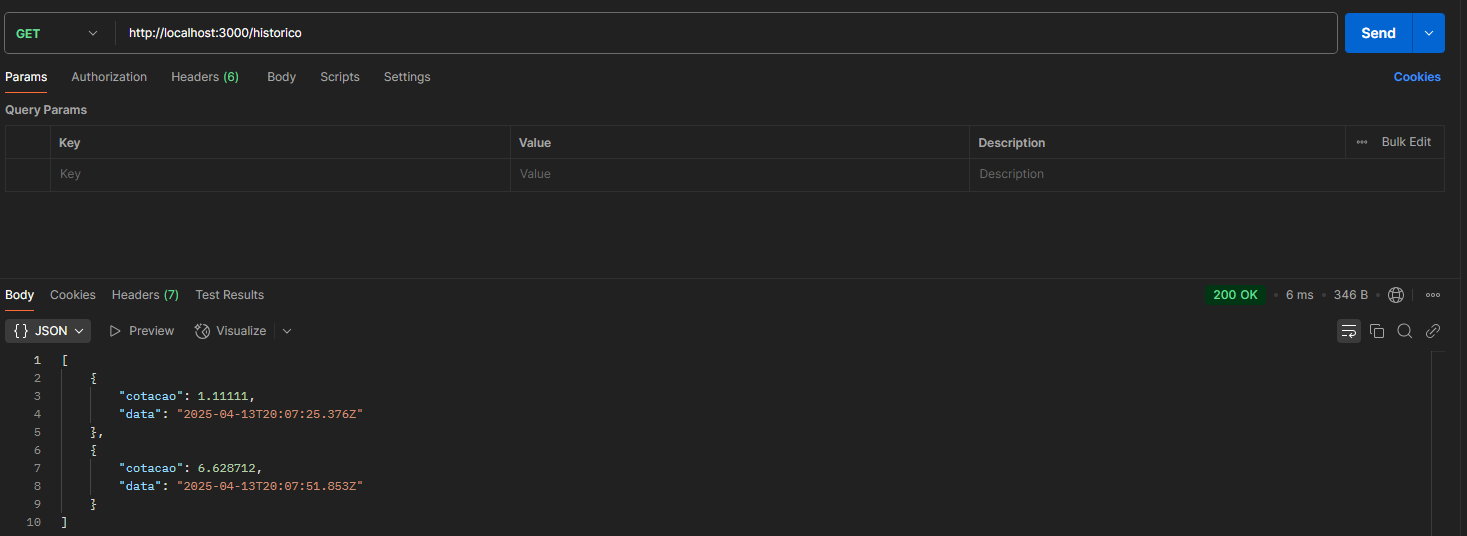 GET http://localhost:3000/historico Send
Params Authorization Headers (6) Body Scripts Settings Cookies
Query Params
Key Value Description Bulk Edit
Key Value Description
Body Cookies Headers (7) Test Results 200 OK 6 ms 346 B
{} JSON Preview Visualize
1 [
2 {
3 "cotacao": 1.11111,
4 "data": "2025-04-13T20:07:25.376Z"
5 },
6 {
7 "cotacao": 6.628712,
8 "data": "2025-04-13T20:07:51.853Z"
9 }
10 ]